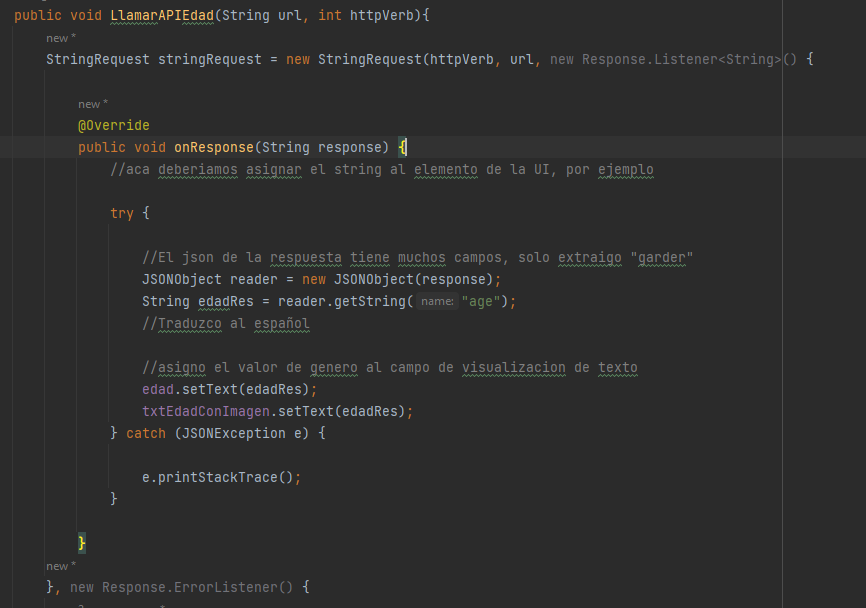 public void LlamarAPIEdad(String url, int httpVerb){
new *
StringRequest stringRequest = new StringRequest(httpVerb, url, new Response.Listener<String>() {
new *
@Override
public void onResponse(String response) {
//aca deberiamos asignar el string al elemento de la UI, por ejemplo
try {
//El json de la respuesta tiene muchos campos, solo extraigo "garder"
JSONObject reader = new JSONObject(response);
String edadRes = reader.getString( name: "age");
//Traduzco al español
//asigno el valor de genero al campo de visualizacion de texto
edad.setText(edadRes);
txtEdadConImagen.setText(edadRes);
} catch (JSONException e) {
e.printStackTrace();
}
}
new *
}, new Response.ErrorListener() {